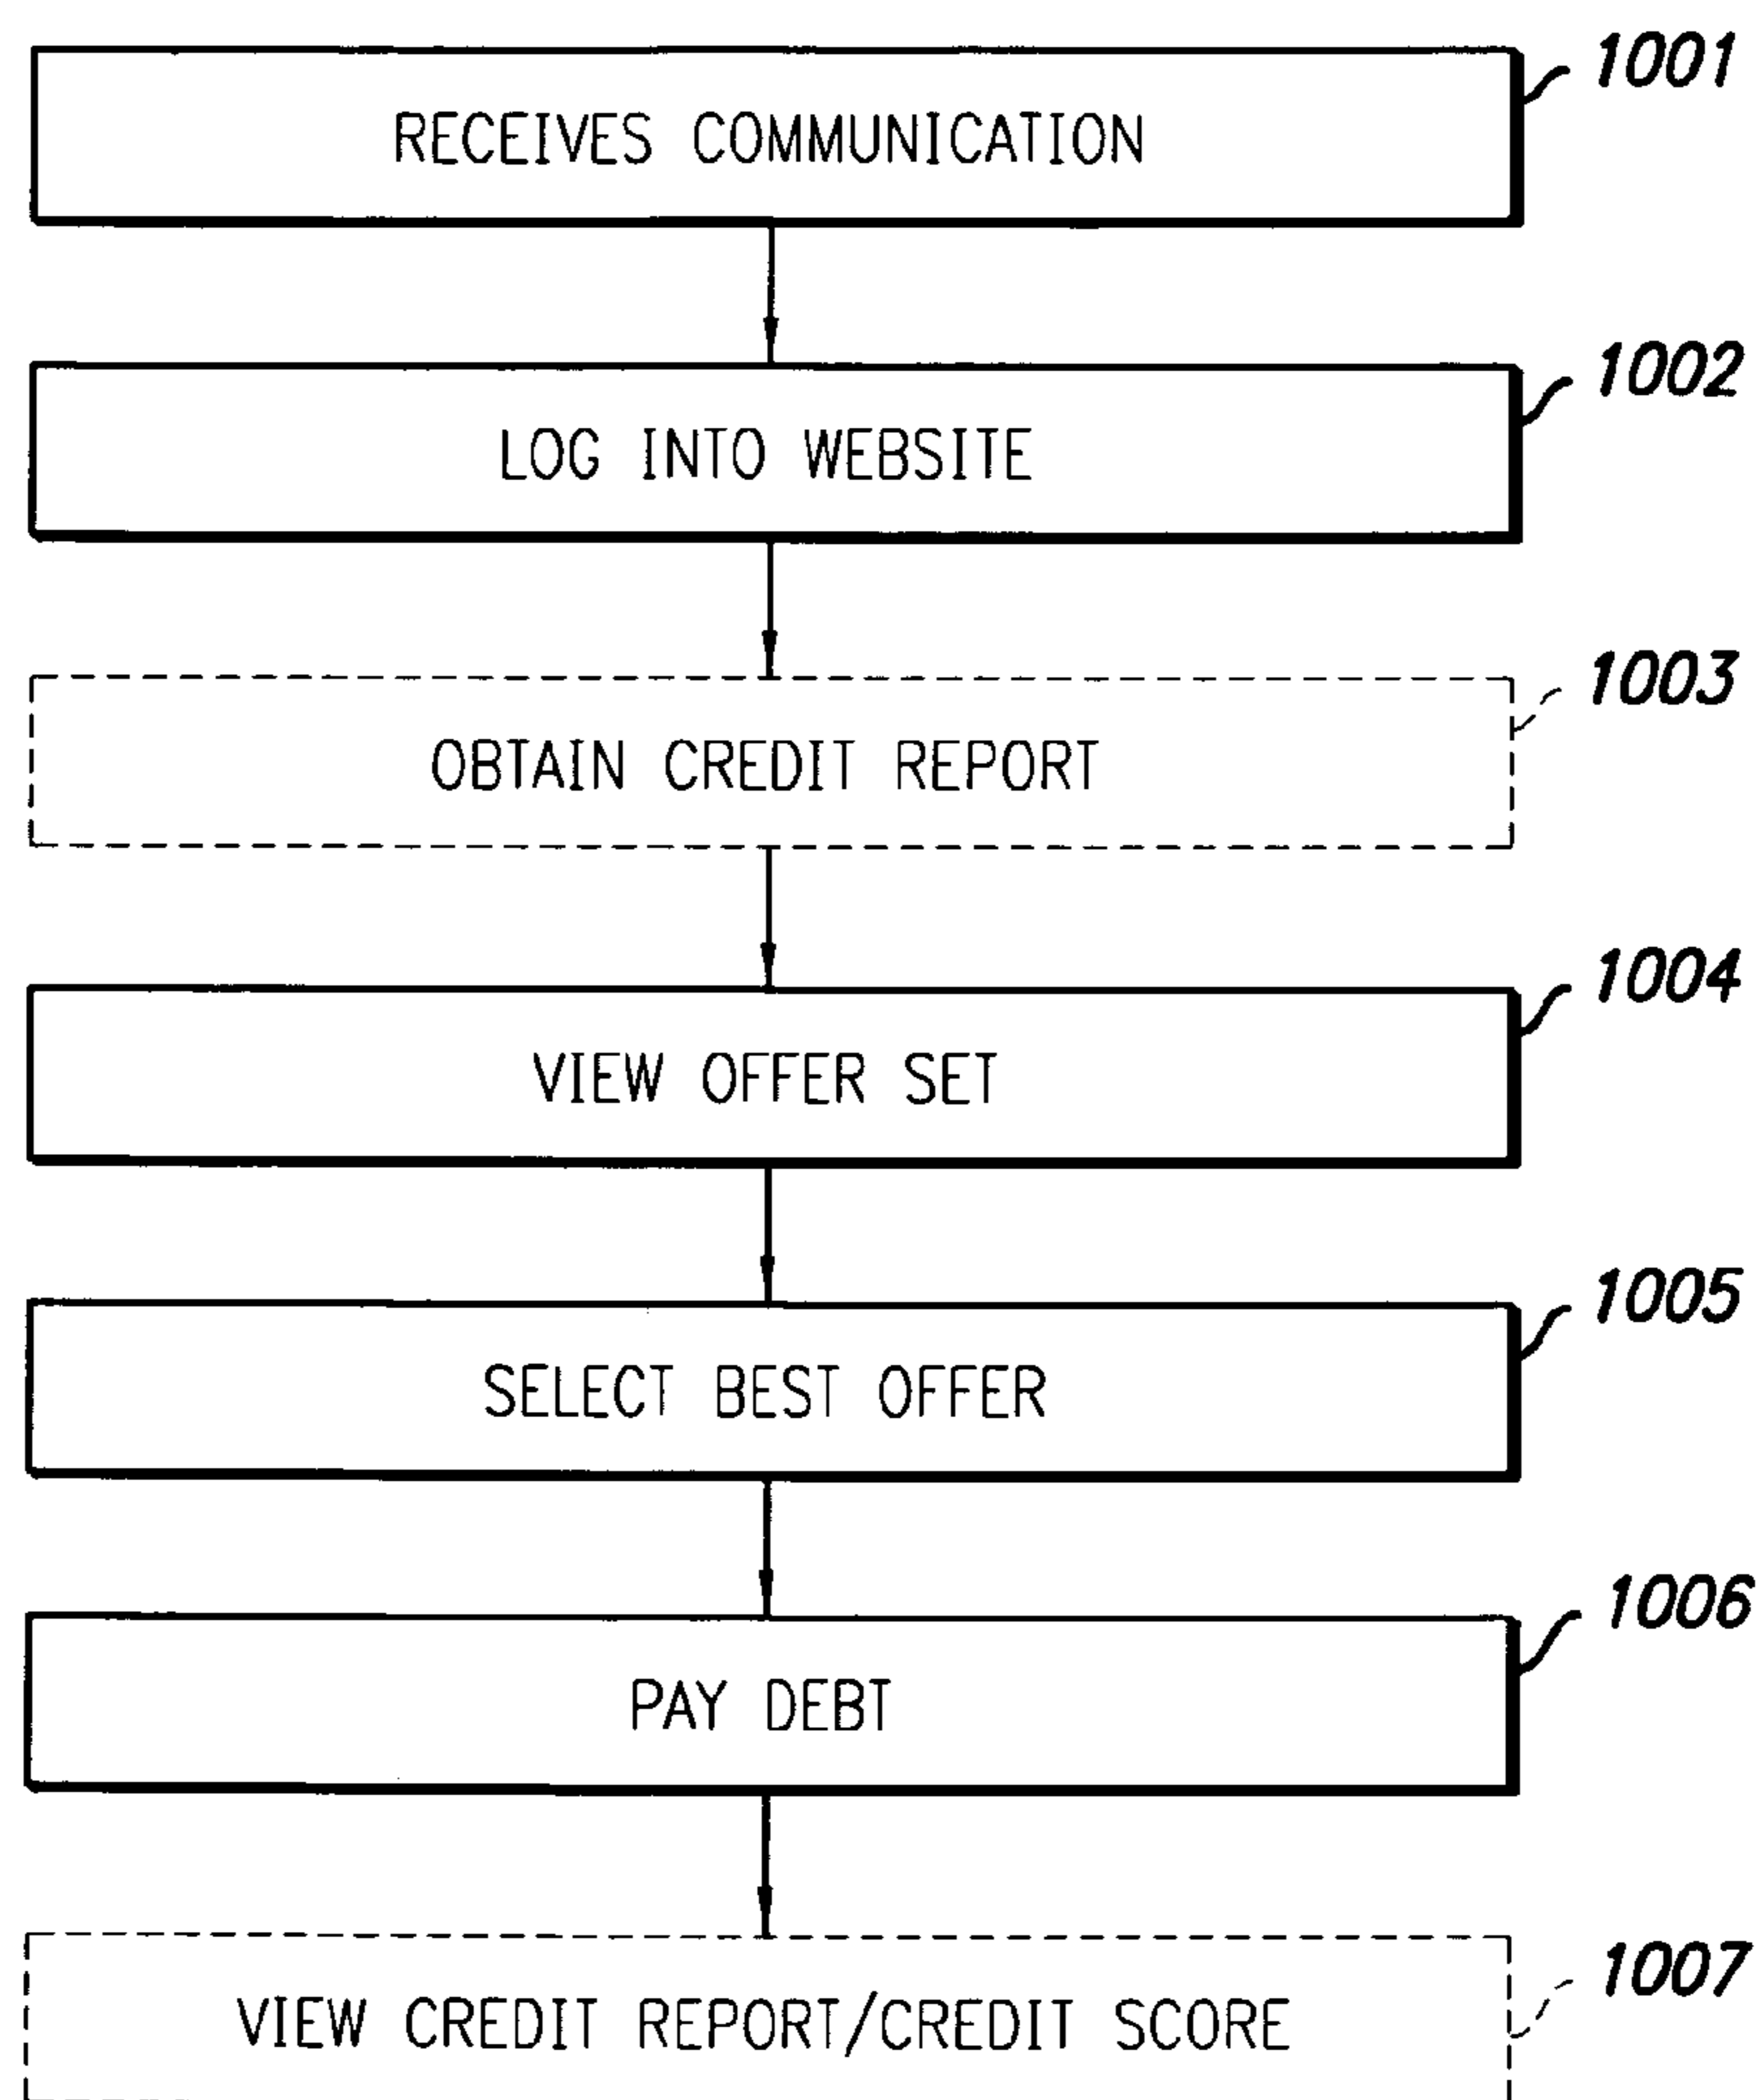 1001
RECEIVES COMMUNICATION
1002
LOG INTO WEBSITE
1003
OBTAIN CREDIT REPORT
1004
VIEW OFFER SET
1005
SELECT BEST OFFER
1006
PAY DEBT
1007
VIEW CREDIT REPORT/CREDIT SCORE